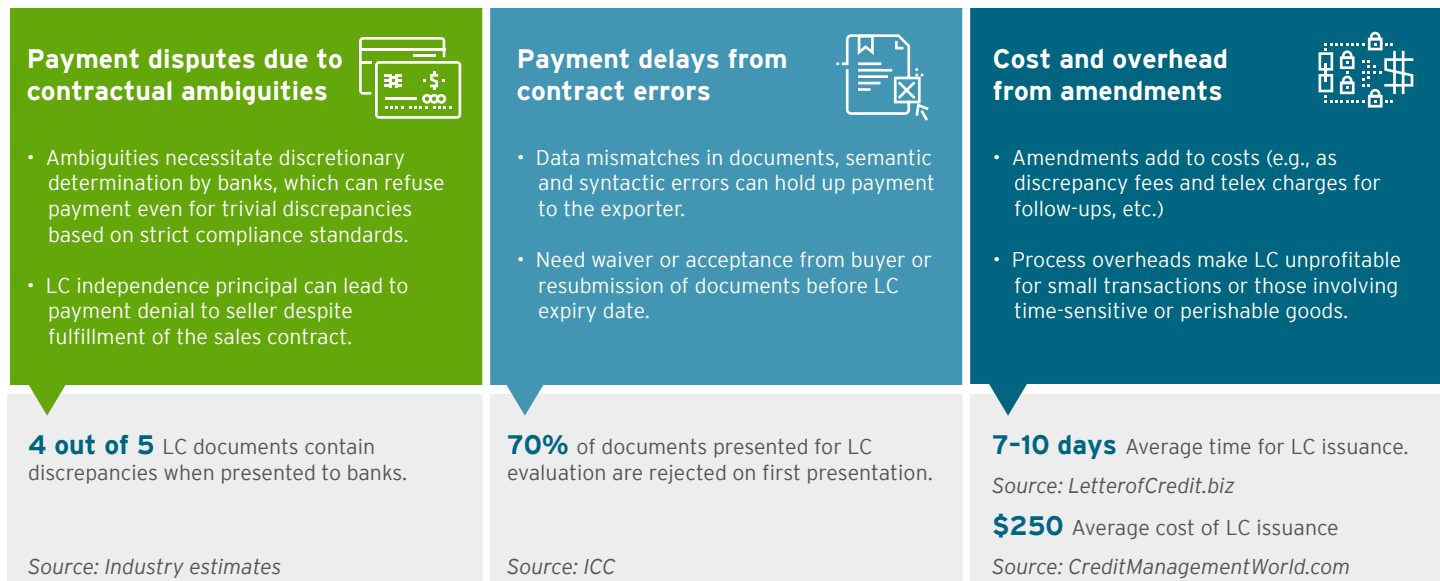 Payment disputes due to
contractual ambiguities
• Ambiguities necessitate discretionary
determination by banks, which can refuse
payment even for trivial discrepancies
based on strict compliance standards.
• LC independence principal can lead to
payment denial to seller despite
fulfillment of the sales contract.
4 out of 5 LC documents contain
discrepancies when presented to banks.
Source: Industry estimates
Payment delays from
contract errors
• Data mismatches in documents, semantic
and syntactic errors can hold up payment
to the exporter.
• Need waiver or acceptance from buyer or
resubmission of documents before LC
expiry date.
70% of documents presented for LC
evaluation are rejected on first presentation.
Source: ICC
Cost and overhead
from amendments
• Amendments add to costs (e.g., as
discrepancy fees and telex charges for
follow-ups, etc.)
• Process overheads make LC unprofitable
for small transactions or those involving
time-sensitive or perishable goods.
7–10 days Average time for LC issuance.
Source: LetterofCredit.biz
$250 Average cost of LC issuance
Source: CreditManagementWorld.com